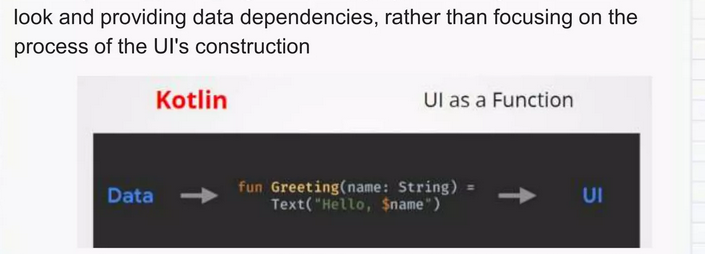 look and providing data dependencies, rather than focusing on the
process of the UI's construction
Kotlin
UI as a Function
Data
fun Greeting(name: String) =
Text("Hello, $name")
UI